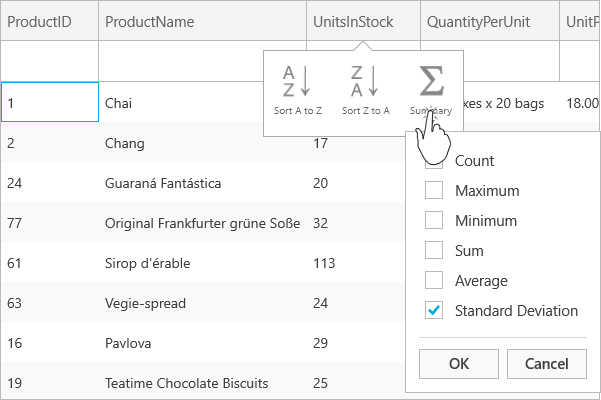 ProductID ProductName UnitsInStock QuantityPerUnit UnitP
Sort A to Z Sort Z to A Summary
1 Chai xes x 20 bags 18.00
2 Chang 17
24 Guaraná Fantástica 20
77 Original Frankfurter grüne Soße 32
61 Sirop d'érable 113
63 Vegie-spread 24
16 Pavlova 29
19 Teatime Chocolate Biscuits 25
Count
Maximum
Minimum
Sum
Average
Standard Deviation
OK Cancel